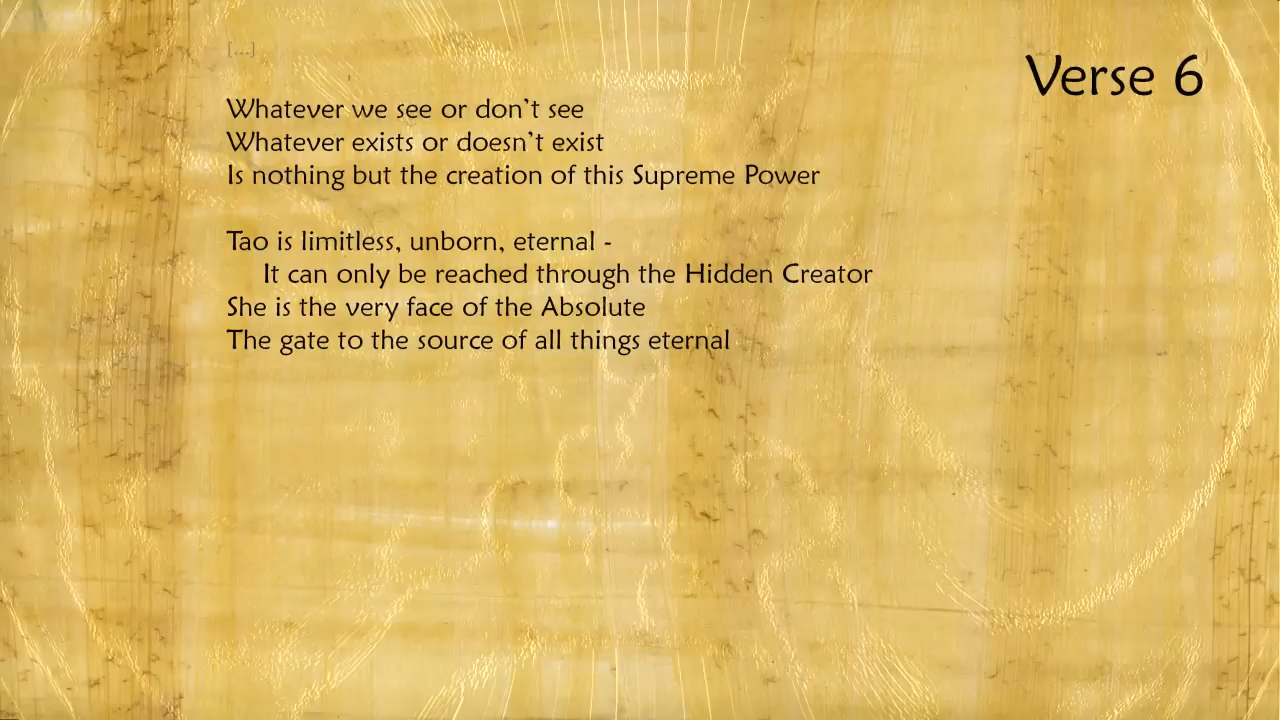 [...]
Verse 6
Whatever we see or don't see
Whatever exists or doesn't exist
Is nothing but the creation of this Supreme Power
Tao is limitless, unborn, eternal -
It can only be reached through the Hidden Creator
She is the very face of the Absolute
The gate to the source of all things eternal